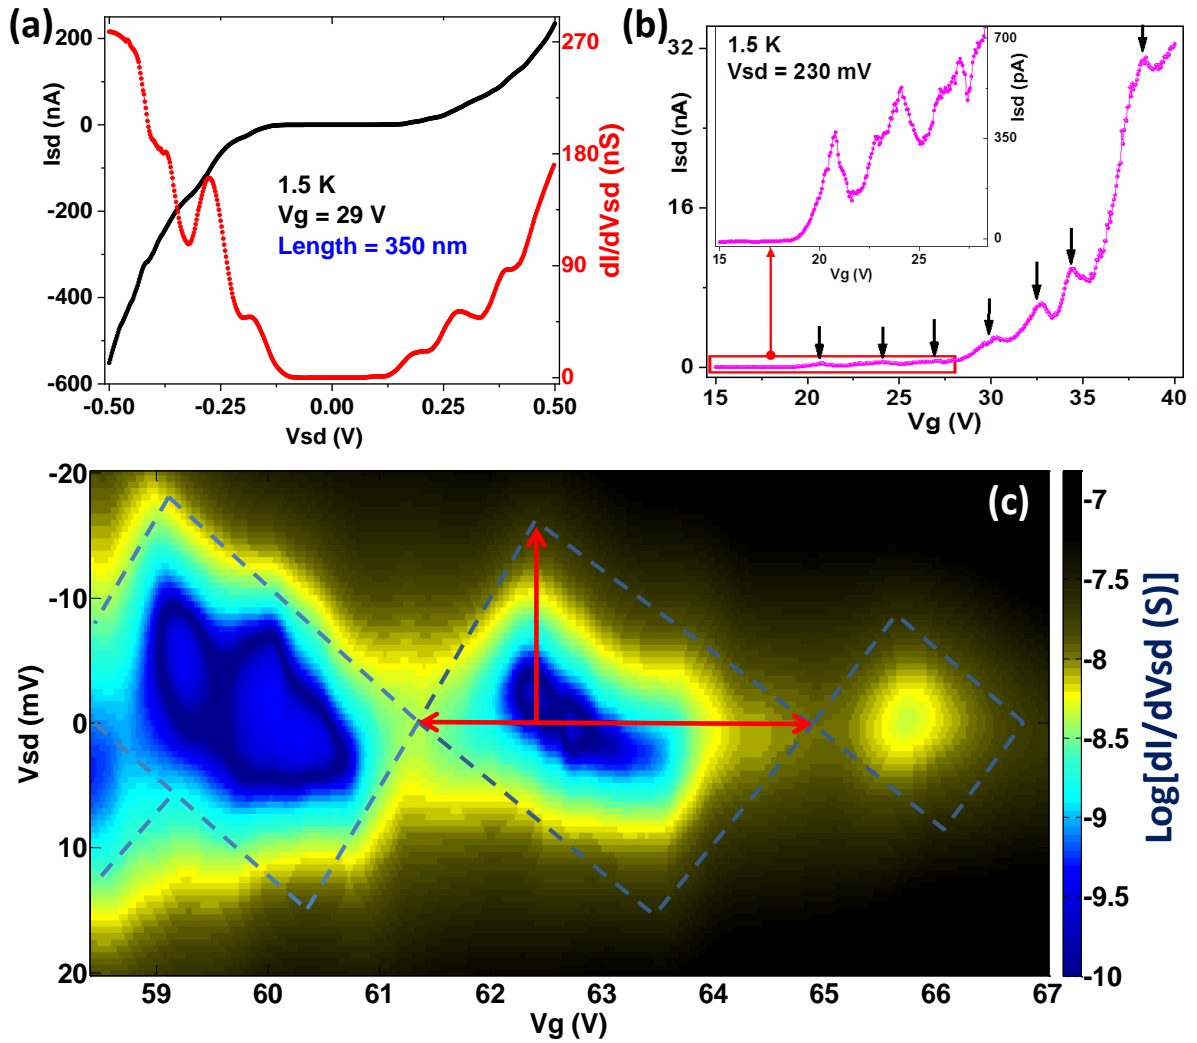 (a)
200
0
-200
-400
-600
Isd (nA)
270
180
90
0
dI/dVsd (nS)
1.5 K
Vg = 29 V
Length = 350 nm
-0.50
-0.25
0.00
0.25
0.50
Vsd (V)
(b)
32
16
0
Isd (nA)
1.5 K
Vsd = 230 mV
700
350
0
Isd (pA)
15
20
25
Vg (V)
15
20
25
30
35
40
Vg (V)
(c)
-20
-10
0
10
20
Vsd (mV)
59
60
61
62
63
64
65
66
67
Vg (V)
-7
-7.5
-8
-8.5
-9
-9.5
-10
Log[dI/dVsd (S)]